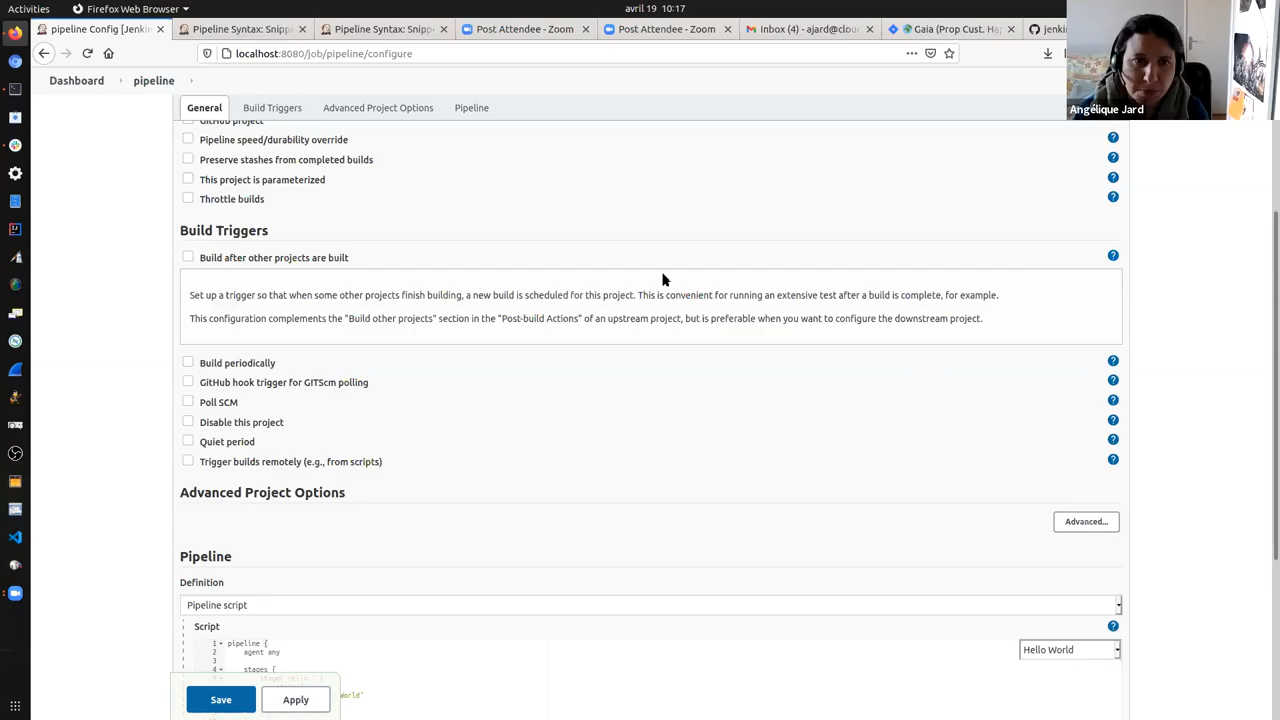 Activities
Firefox Web Browser
avril 19 10:17
pipeline Config [Jenkin
Pipeline Syntax: Snippe
Pipeline Syntax: Snippe
Post Attendee - Zoom
Post Attendee - Zoom
Inbox (4) - ajard@clou
Gaia (Prop Cust. Ha
jenki
localhost:8080/job/pipeline/configure
Angélique Jard
Dashboard
pipeline
General
Build Triggers
Advanced Project Options
Pipeline
GitHub project
Pipeline speed/durability override
Preserve stashes from completed builds
This project is parameterized
Throttle builds
Build Triggers
Build after other projects are built
Set up a trigger so that when some other projects finish building, a new build is scheduled for this project. This is convenient for running an extensive test after a build is complete, for example.
This configuration complements the "Build other projects" section in the "Post-build Actions" of an upstream project, but is preferable when you want to configure the downstream project.
Build periodically
GitHub hook trigger for GITScm polling
Poll SCM
Disable this project
Quiet period
Trigger builds remotely (e.g., from scripts)
Advanced Project Options
Advanced...
Pipeline
Definition
Pipeline script
Script
1 pipeline {
2 agent any
3
4 stages {
Hello World
World"
Save
Apply